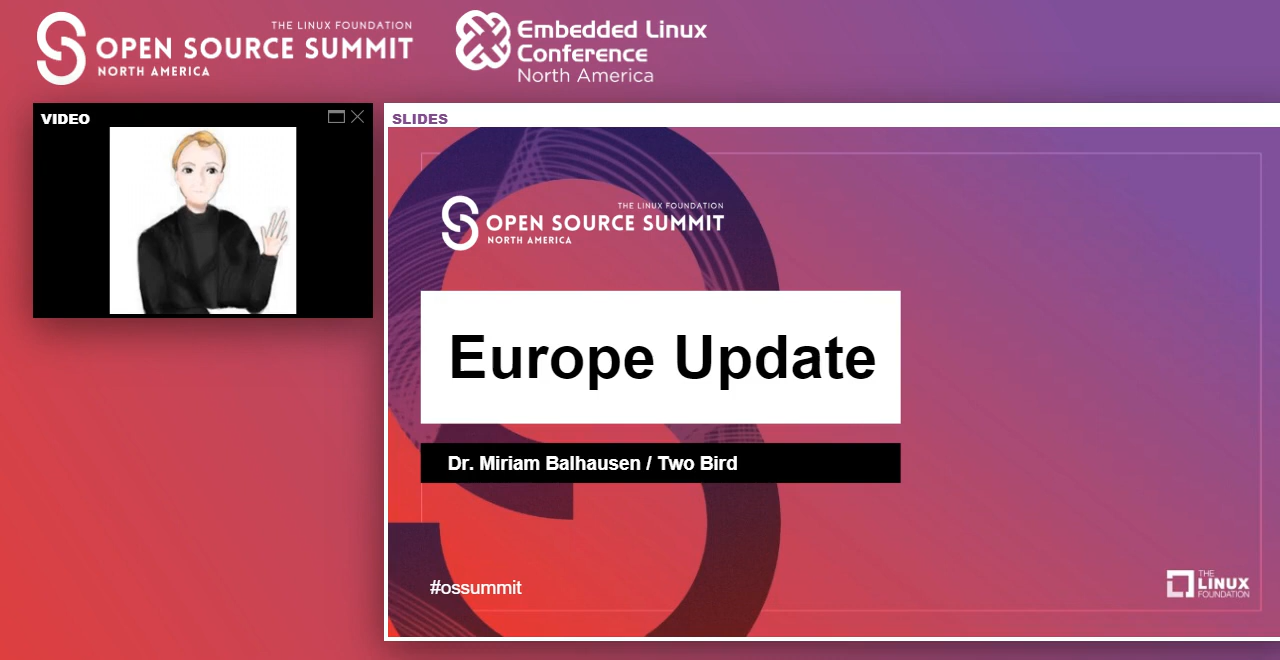 THE LINUX FOUNDATION
OPEN SOURCE SUMMIT
NORTH AMERICA
Embedded Linux
Conference
North America
VIDEO
SLIDES
THE LINUX FOUNDATION
OPEN SOURCE SUMMIT
NORTH AMERICA
Europe Update
Dr. Miriam Balhausen / Two Bird
#ossummit
THE
LINUX
FOUNDATION